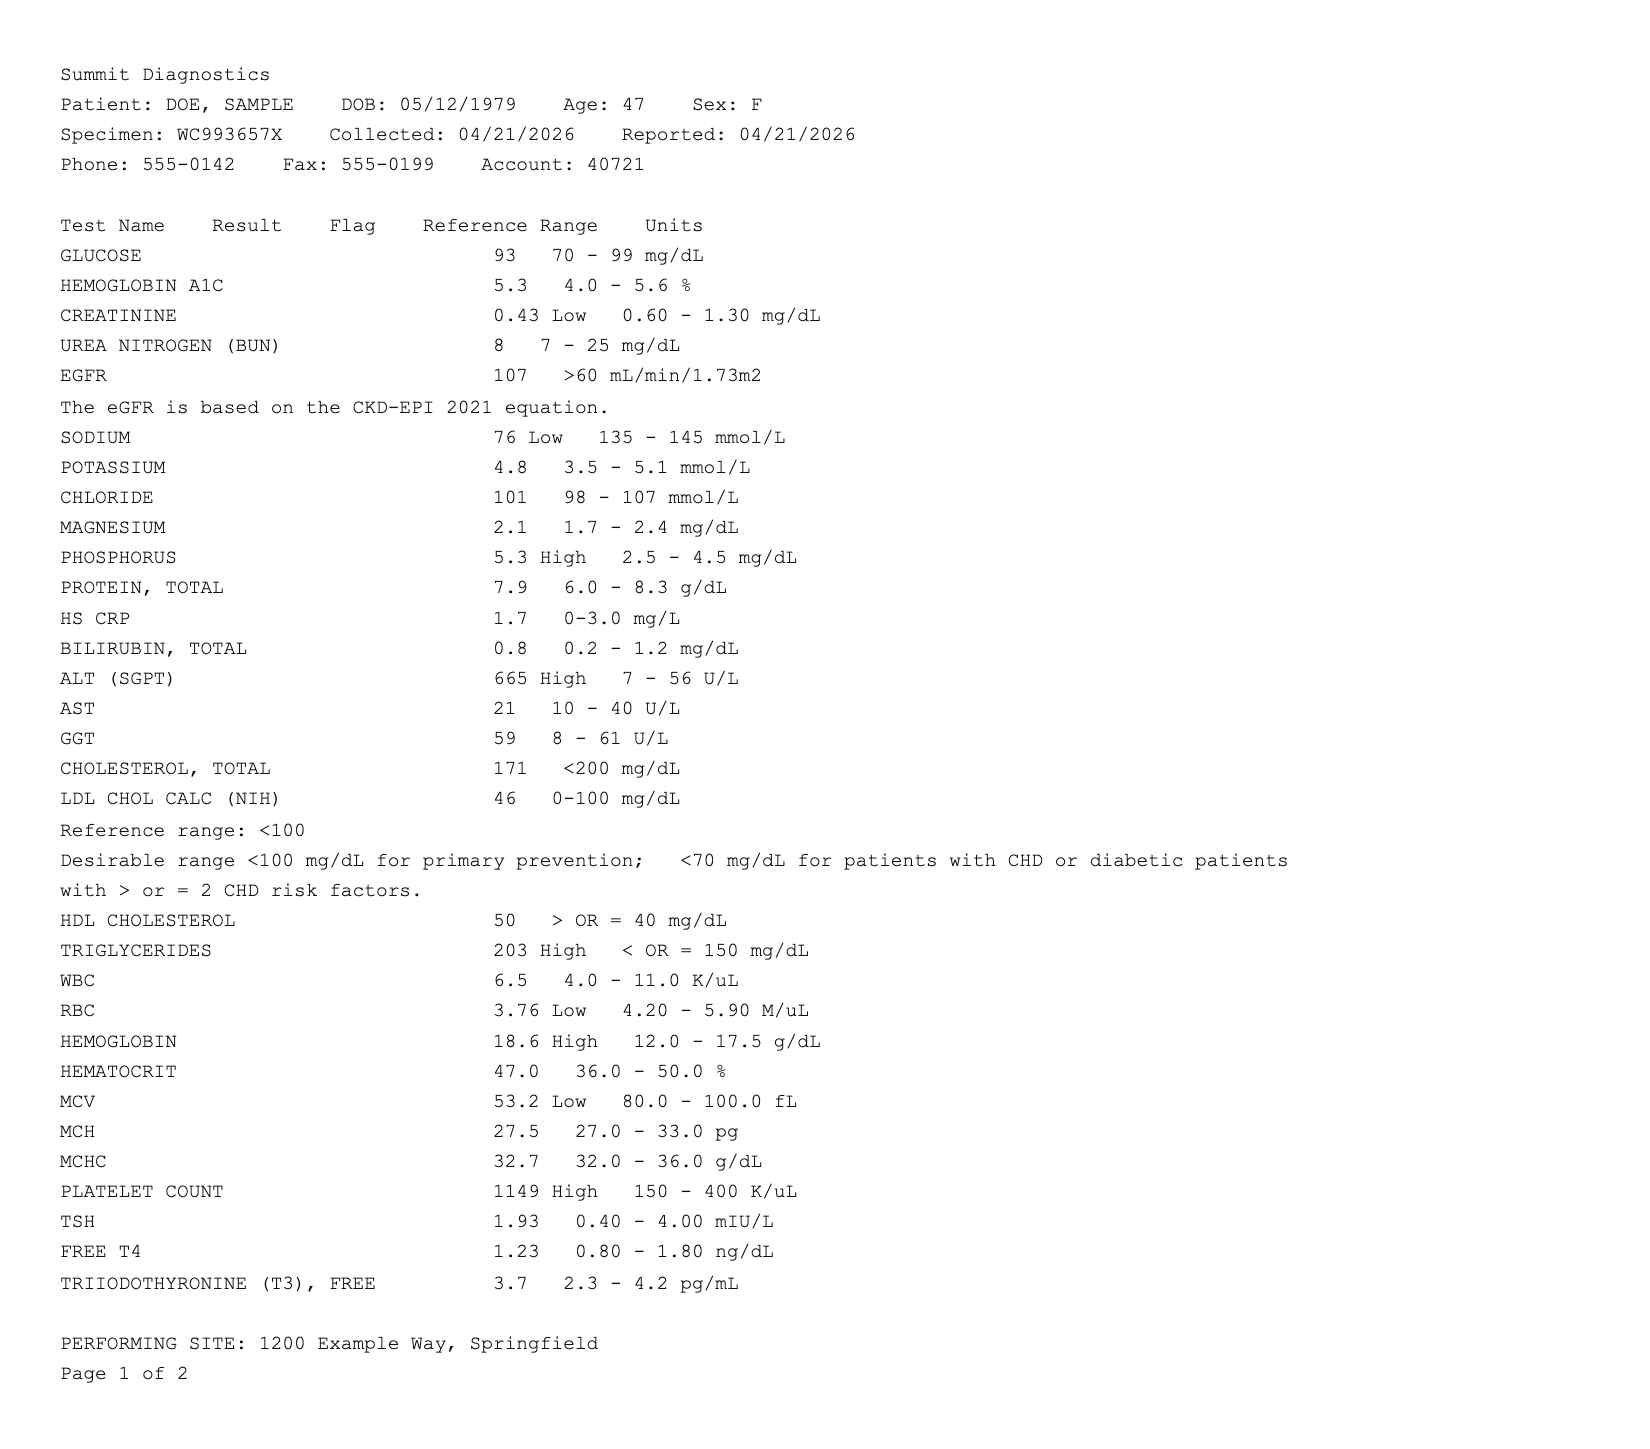 Summit Diagnostics
Patient: DOE, SAMPLE    DOB: 05/12/1979    Age: 47    Sex: F
Specimen: WC993657X    Collected: 04/21/2026    Reported: 04/21/2026
Phone: 555-0142    Fax: 555-0199    Account: 40721
Test Name    Result    Flag    Reference Range    Units
GLUCOSE    93   70 - 99 mg/dL
HEMOGLOBIN A1C    5.3   4.0 - 5.6 %
CREATININE    0.43 Low   0.60 - 1.30 mg/dL
UREA NITROGEN (BUN)    8   7 - 25 mg/dL
EGFR    107   >60 mL/min/1.73m2
The eGFR is based on the CKD-EPI 2021 equation.
SODIUM    76 Low   135 - 145 mmol/L
POTASSIUM    4.8   3.5 - 5.1 mmol/L
CHLORIDE    101   98 - 107 mmol/L
MAGNESIUM    2.1   1.7 - 2.4 mg/dL
PHOSPHORUS    5.3 High   2.5 - 4.5 mg/dL
PROTEIN, TOTAL    7.9   6.0 - 8.3 g/dL
HS CRP    1.7   0-3.0 mg/L
BILIRUBIN, TOTAL    0.8   0.2 - 1.2 mg/dL
ALT (SGPT)    665 High   7 - 56 U/L
AST    21   10 - 40 U/L
GGT    59   8 - 61 U/L
CHOLESTEROL, TOTAL    171   <200 mg/dL
LDL CHOL CALC (NIH)    46   0-100 mg/dL
Reference range: <100
Desirable range <100 mg/dL for primary prevention;   <70 mg/dL for patients with CHD or diabetic patients
with > or = 2 CHD risk factors.
HDL CHOLESTEROL    50   > OR = 40 mg/dL
TRIGLYCERIDES    203 High   < OR = 150 mg/dL
WBC    6.5   4.0 - 11.0 K/uL
RBC    3.76 Low   4.20 - 5.90 M/uL
HEMOGLOBIN    18.6 High   12.0 - 17.5 g/dL
HEMATOCRIT    47.0   36.0 - 50.0 %
MCV    53.2 Low   80.0 - 100.0 fL
MCH    27.5   27.0 - 33.0 pg
MCHC    32.7   32.0 - 36.0 g/dL
PLATELET COUNT    1149 High   150 - 400 K/uL
TSH    1.93   0.40 - 4.00 mIU/L
FREE T4    1.23   0.80 - 1.80 ng/dL
TRIIODOTHYRONINE (T3), FREE    3.7   2.3 - 4.2 pg/mL
PERFORMING SITE: 1200 Example Way, Springfield
Page 1 of 2